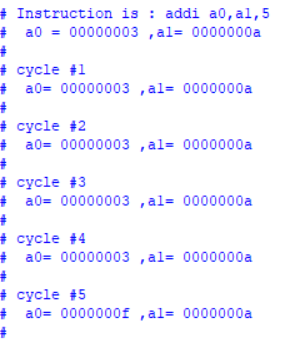 # Instruction is : addi a0,a1,5
#  a0 = 00000003 ,a1= 0000000a
#
# cycle #1
#  a0= 00000003 ,a1= 0000000a
#
# cycle #2
#  a0= 00000003 ,a1= 0000000a
#
# cycle #3
#  a0= 00000003 ,a1= 0000000a
#
# cycle #4
#  a0= 00000003 ,a1= 0000000a
#
# cycle #5
#  a0= 0000000f ,a1= 0000000a
#